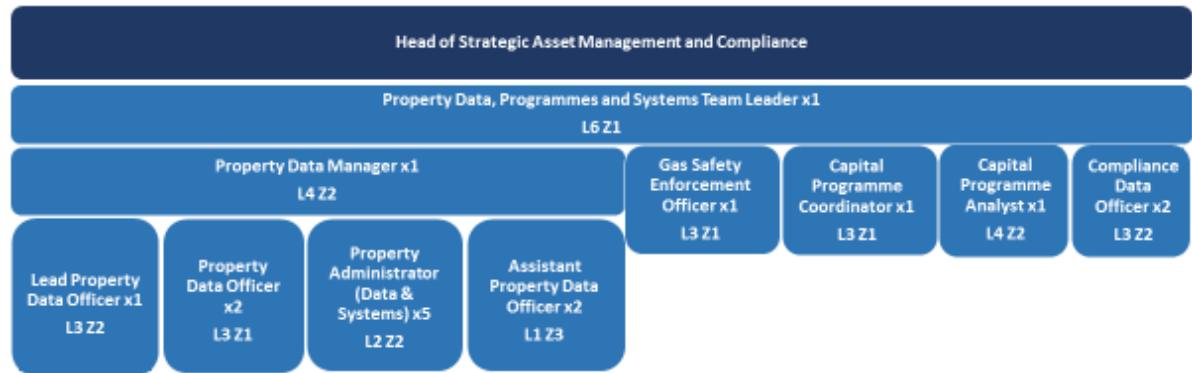 Head of Strategic Asset Management and Compliance
Property Data, Programmes and Systems Team Leader x1
L6 Z1
Property Data Manager x1
L4 Z2
Gas Safety
Enforcement
Officer x1
L3 Z1
Capital
Programme
Coordinator x1
L3 Z1
Capital
Programme
Analyst x1
L4 Z2
Compliance
Data
Officer x2
L3 Z2
Lead Property
Data Officer x1
L3 Z2
Property
Data Officer
x2
L3 Z1
Property
Administrator
(Data &
Systems) x5
L2 Z2
Assistant
Property Data
Officer x2
L1 Z3